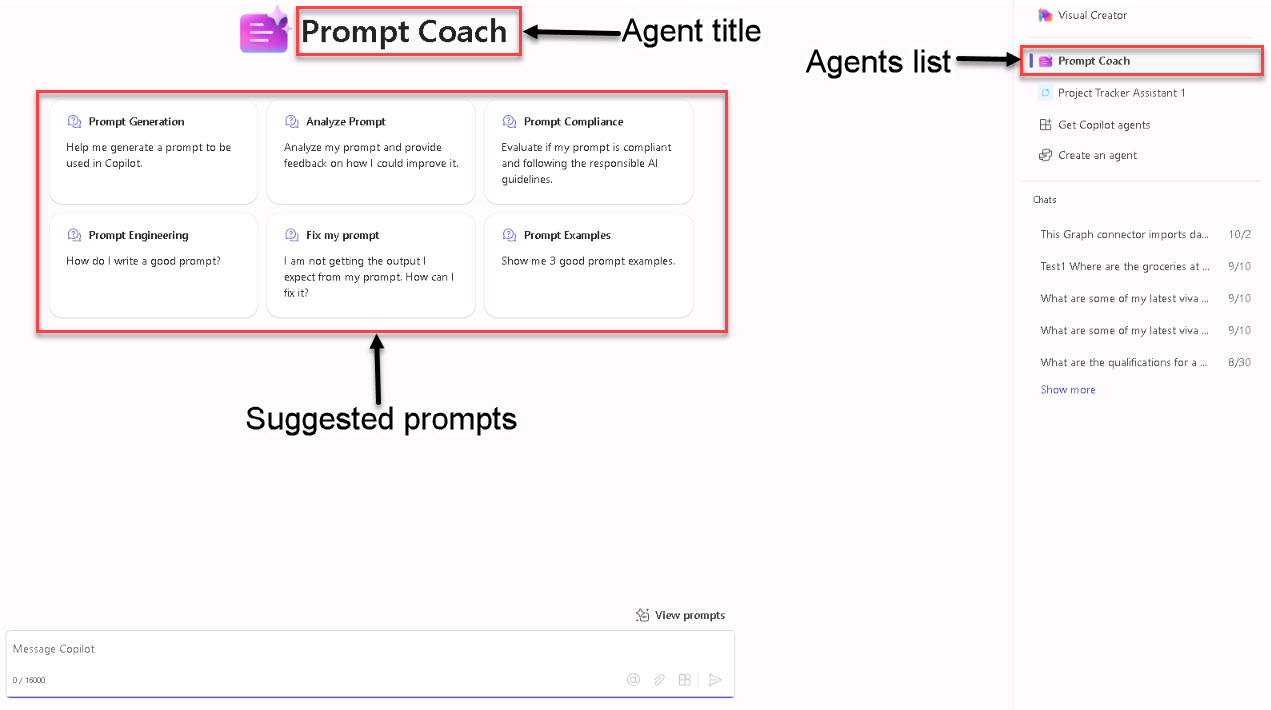 Prompt Coach
Agent title
Prompt Generation
Help me generate a prompt to be
used in Copilot.
Analyze Prompt
Analyze my prompt and provide
feedback on how I could improve it.
Prompt Compliance
Evaluate if my prompt is compliant
and following the responsible AI
guidelines.
Prompt Engineering
How do I write a good prompt?
Fix my prompt
I am not getting the output I
expect from my prompt. How can I
fix it?
Prompt Examples
Show me 3 good prompt examples.
Suggested prompts
View prompts
Message Copilot
0 / 16000
Visual Creator
Agents list
Prompt Coach
Project Tracker Assistant 1
Get Copilot agents
Create an agent
Chats
This Graph connector imports da... 10/2
Test1 Where are the groceries at ... 9/10
What are some of my latest viva ... 9/10
What are some of my latest viva ... 9/10
What are the qualifications for a ... 8/30
Show more